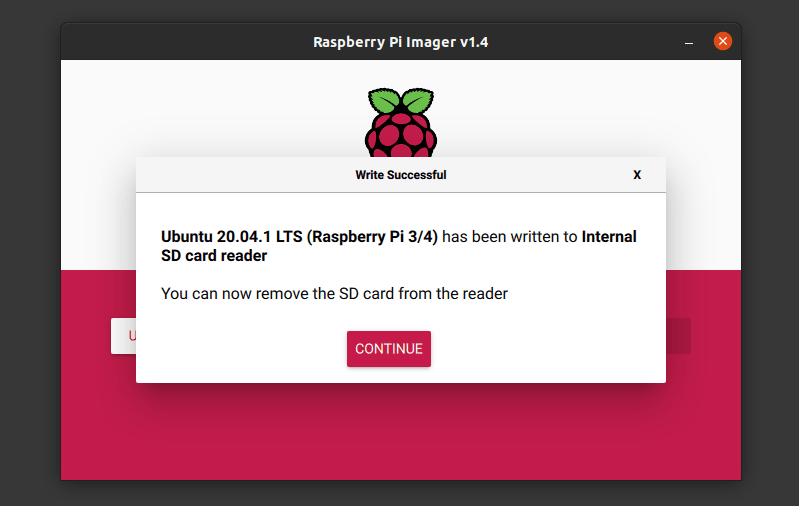 Raspberry Pi Imager v1.4
Write Successful
X
Ubuntu 20.04.1 LTS (Raspberry Pi 3/4) has been written to Internal
SD card reader
You can now remove the SD card from the reader
CONTINUE